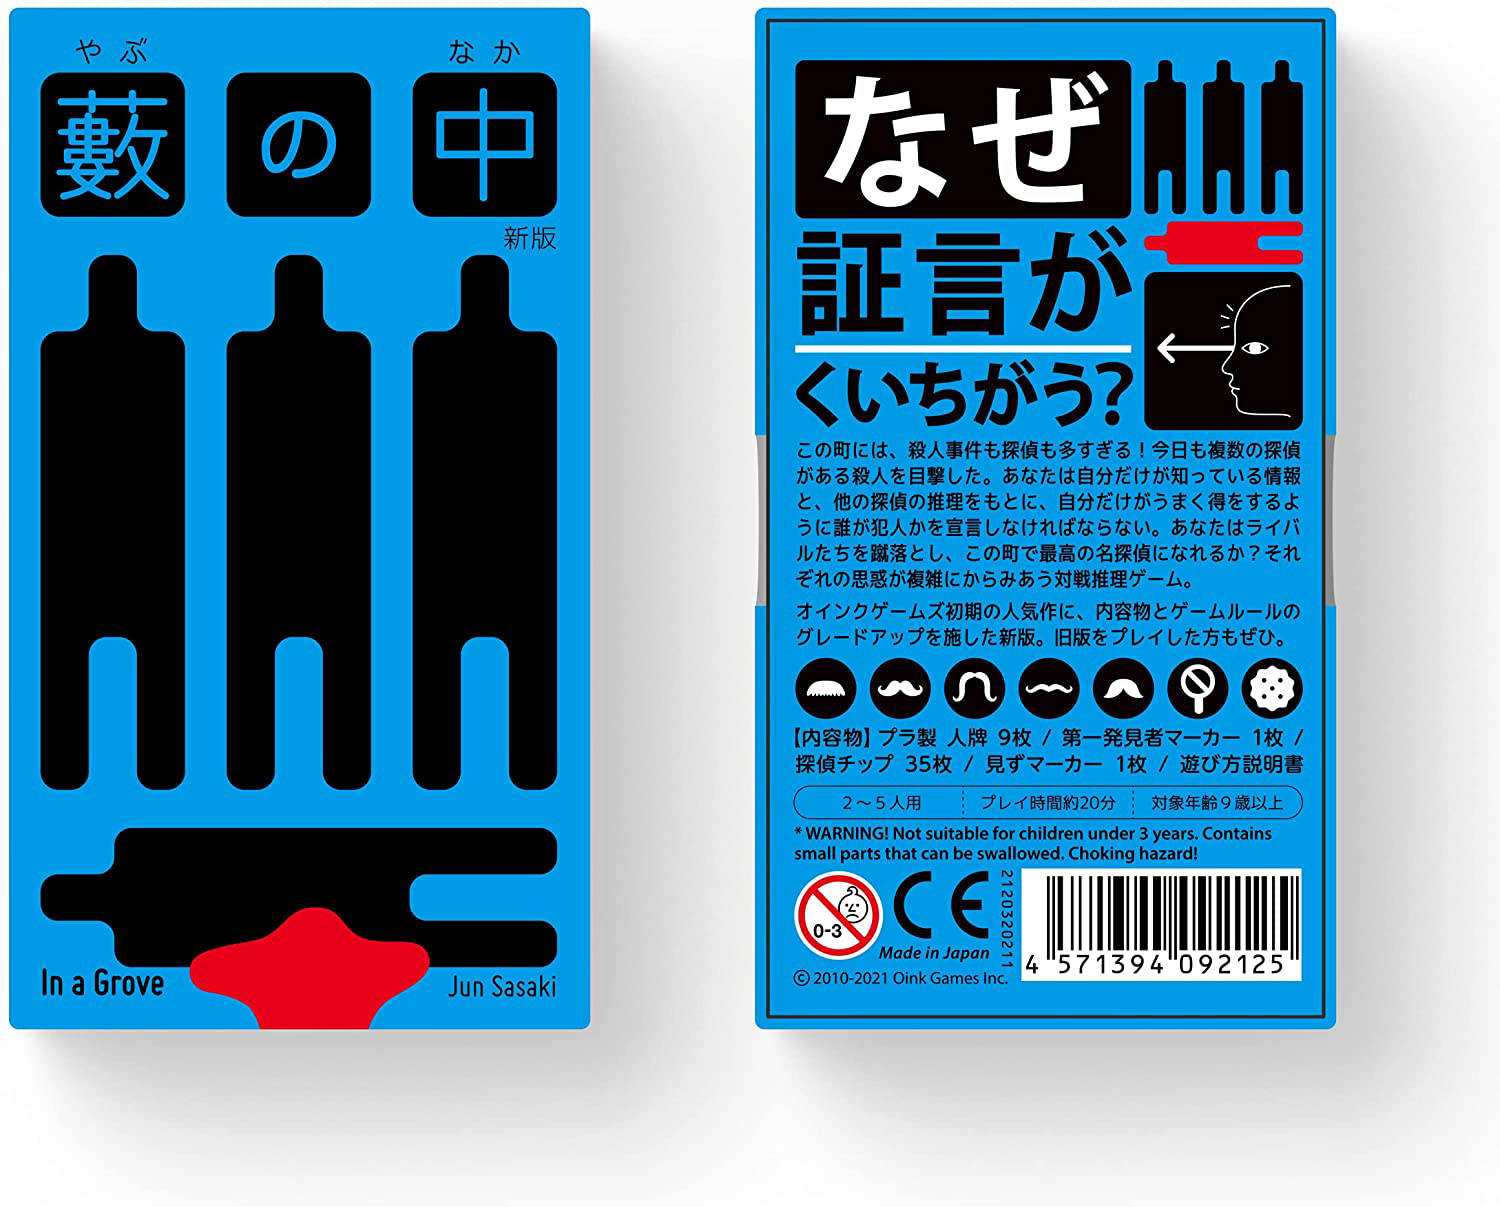 やぶ なか
藪の中
新版
In a Grove
Jun Sasaki
なぜ
証言が
くいちがう?
この町には、殺人事件も探偵も多すぎる！今日も複数の探偵
がある殺人を目撃した。あなたは自分だけが知っている情報
と、他の探偵の推理をもとに、自分だけがうまく得をするよ
うに誰が犯人かを宣言しなければならない。あなたはライバ
ルたちを蹴落とし、この町で最高の名探偵になれるか？それ
ぞれの思惑が複雑にからみあう対戦推理ゲーム。
オインクゲームズ初期の人気作に、内容物とゲームルールの
グレードアップを施した新版。旧版をプレイした方もぜひ。
【内容物】プラ製 人牌 9枚 / 第一発見者マーカー 1枚 /
探偵チップ 35枚 / 見ずマーカー 1枚 / 遊び方説明書
2～5人用 プレイ時間約20分 対象年齢9歳以上
* WARNING! Not suitable for children under 3 years. Contains
small parts that can be swallowed. Choking hazard!
0-3
CE
Made in Japan
© 2010-2021 Oink Games Inc.
2120320211
4 571394 092125